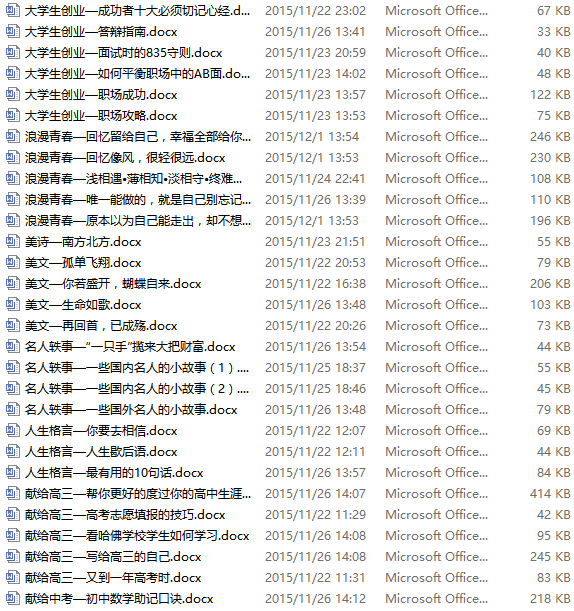 大学生创业—成功者十大必须切记心经.d... 2015/11/22 23:02 Microsoft Office... 67 KB
大学生创业—答辩指南.docx 2015/11/26 13:41 Microsoft Office... 33 KB
大学生创业—面试时的835守则.docx 2015/11/23 20:59 Microsoft Office... 40 KB
大学生创业—如何平衡职场中的AB面.do... 2015/11/23 14:02 Microsoft Office... 48 KB
大学生创业—职场成功.docx 2015/11/23 13:57 Microsoft Office... 122 KB
大学生创业—职场攻略.docx 2015/11/23 13:53 Microsoft Office... 75 KB
浪漫青春—回忆留给自己，幸福全部给你... 2015/12/1 13:54 Microsoft Office... 246 KB
浪漫青春—回忆像风，很轻很远.docx 2015/12/1 13:53 Microsoft Office... 230 KB
浪漫青春—浅相遇•薄相知•淡相守•终难... 2015/11/24 22:41 Microsoft Office... 108 KB
浪漫青春—唯一能做的，就是自己别忘记... 2015/11/26 13:39 Microsoft Office... 110 KB
浪漫青春—原本以为自己能走出，却不想... 2015/12/1 13:53 Microsoft Office... 196 KB
美诗—南方北方.docx 2015/11/23 21:51 Microsoft Office... 55 KB
美文—孤单飞翔.docx 2015/11/22 20:53 Microsoft Office... 79 KB
美文—你若盛开，蝴蝶自来.docx 2015/11/22 16:38 Microsoft Office... 206 KB
美文—生命如歌.docx 2015/11/26 13:48 Microsoft Office... 103 KB
美文—再回首，已成殇.docx 2015/11/22 20:26 Microsoft Office... 73 KB
名人轶事—“一只手”揽来大把财富.docx 2015/11/26 13:54 Microsoft Office... 44 KB
名人轶事—一些国内名人的小故事（1）.... 2015/11/25 18:37 Microsoft Office... 55 KB
名人轶事—一些国内名人的小故事（2）.... 2015/11/25 18:46 Microsoft Office... 45 KB
名人轶事—一些国外名人的小故事.docx 2015/11/26 13:48 Microsoft Office... 79 KB
人生格言—你要去相信.docx 2015/11/22 12:07 Microsoft Office... 69 KB
人生格言—人生歇后语.docx 2015/11/22 12:11 Microsoft Office... 44 KB
人生格言—最有用的10句话.docx 2015/11/26 13:57 Microsoft Office... 84 KB
献给高三—帮你更好的度过你的高中生涯... 2015/11/26 14:07 Microsoft Office... 414 KB
献给高三—高考志愿填报的技巧.docx 2015/11/22 11:29 Microsoft Office... 42 KB
献给高三—看哈佛学校学生如何学习.docx 2015/11/26 14:08 Microsoft Office... 95 KB
献给高三—写给高三的自己.docx 2015/11/26 14:08 Microsoft Office... 245 KB
献给高三—又到一年高考时.docx 2015/11/22 11:31 Microsoft Office... 83 KB
献给中考—初中数学助记口诀.docx 2015/11/26 14:12 Microsoft Office... 218 KB